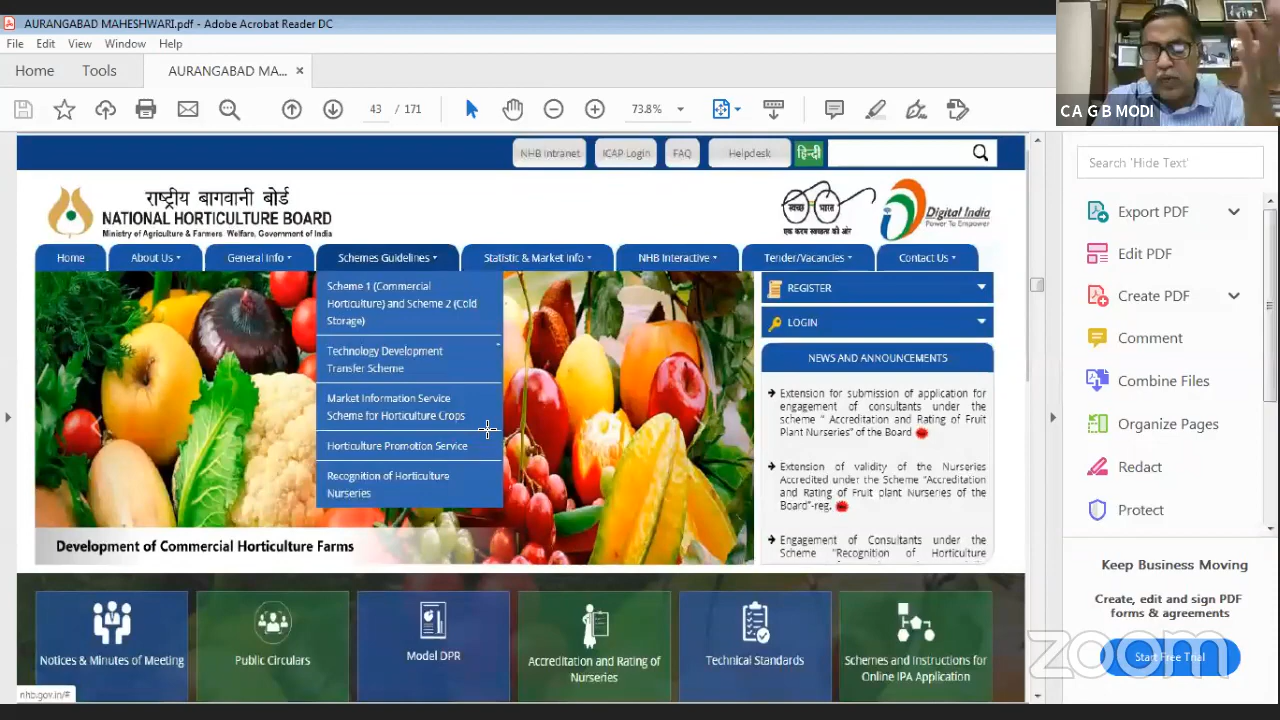 AURANGABAD MAHESHWARI.pdf - Adobe Acrobat Reader DC
File Edit View Window Help
Home Tools AURANGABAD MA... ×
43 / 171 73.8%
C A G B MODI
NHB Intranet ICAP Login FAQ Helpdesk हिन्दी
राष्ट्रीय बागवानी बोर्ड
NATIONAL HORTICULTURE BOARD
Ministry of Agriculture & Farmers Welfare, Government of India
स्वच्छ भारत
एक कदम स्वच्छता की ओर
Digital India
Power To Empower
Home About Us General Info Schemes Guidelines Statistic & Market Info NHB Interactive Tender/Vacancies Contact Us
Scheme 1 (Commercial
Horticulture) and Scheme 2 (Cold
Storage)
Technology Development
Transfer Scheme
Market Information Service
Scheme for Horticulture Crops
Horticulture Promotion Service
Recognition of Horticulture
Nurseries
Development of Commercial Horticulture Farms
REGISTER
LOGIN
NEWS AND ANNOUNCEMENTS
Extension for submission of application for
engagement of consultants under the
scheme " Accreditation and Rating of Fruit
Plant Nurseries" of the Board
Extension of validity of the Nurseries
Accredited under the Scheme "Accreditation
and Rating of Fruit plant Nurseries of the
Board"-reg.
Engagement of Consultants under the
Scheme "Recognition of Horticulture
Notices & Minutes of Meeting
Public Circulars
Model DPR
Accreditation and Rating of
Nurseries
Technical Standards
Schemes and Instructions for
Online IPA Application
nhb.gov.in/#
Search 'Hide Text'
Export PDF
Edit PDF
Create PDF
Comment
Combine Files
Organize Pages
Redact
Protect
Keep Business Moving
Create, edit and sign PDF
forms & agreements
Start Free Trial
zoom